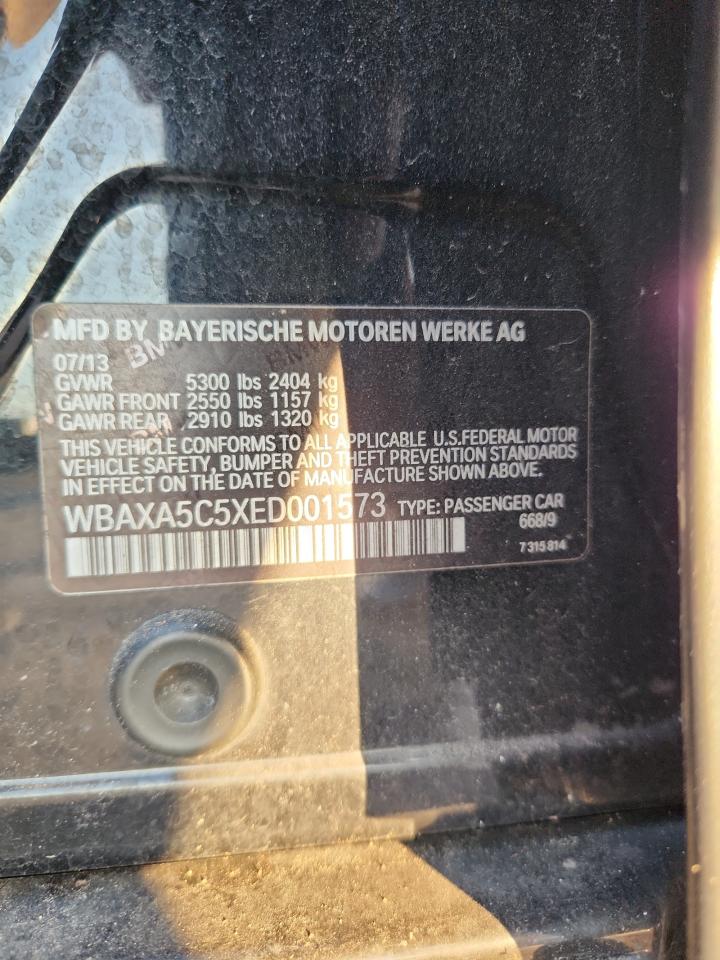 MFD BY BAYERISCHE MOTOREN WERKE AG
07/13
GVWR 5300 lbs 2404 kg
GAWR FRONT 2550 lbs 1157 kg
GAWR REAR 2910 lbs 1320 kg
THIS VEHICLE CONFORMS TO ALL APPLICABLE U.S.FEDERAL MOTOR
VEHICLE SAFETY, BUMPER AND THEFT PREVENTION STANDARDS
IN EFFECT ON THE DATE OF MANUFACTURE SHOWN ABOVE.
WBAXA5C5XED001573 TYPE: PASSENGER CAR
668/9
7 315 814